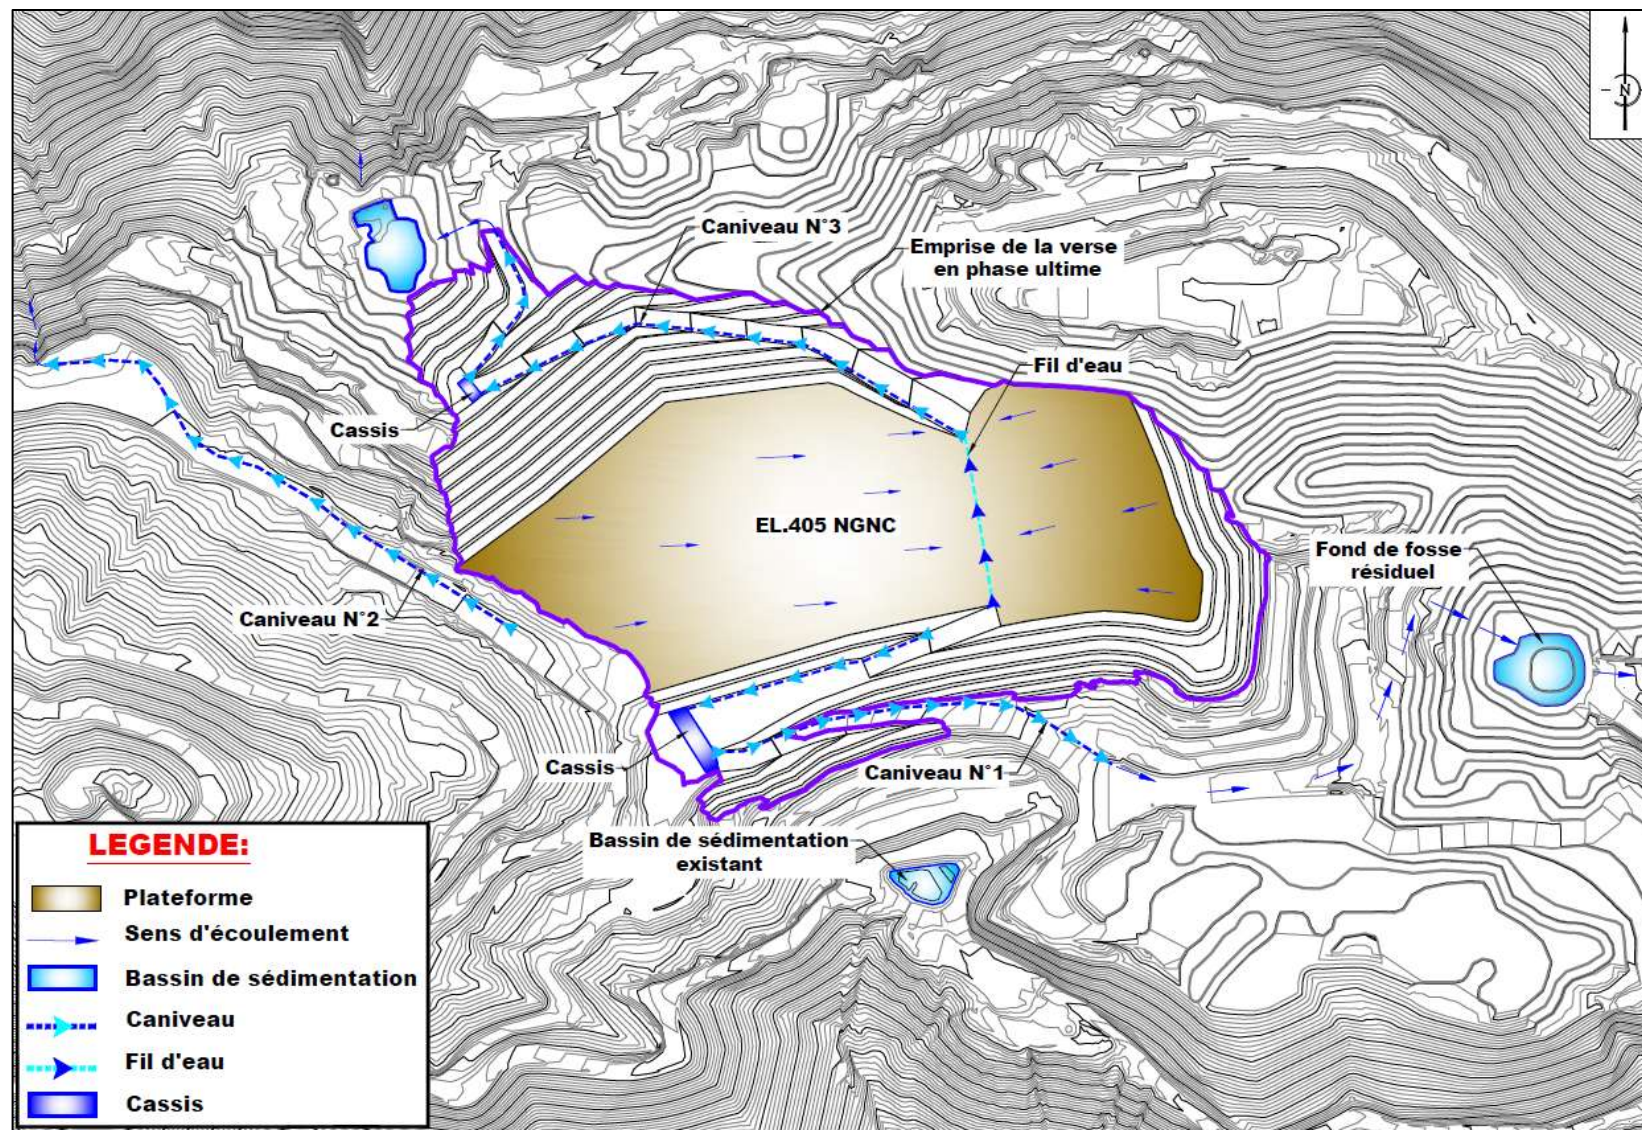 N
Caniveau N°3
Emprise de la verse
en phase ultime
Fil d'eau
Cassis
EL.405 NGNC
Fond de fosse
résiduel
Caniveau N°2
Cassis
Caniveau N°1
Bassin de sédimentation
existant
LEGENDE:
Plateforme
Sens d'écoulement
Bassin de sédimentation
Caniveau
Fil d'eau
Cassis